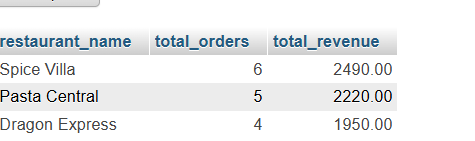 restaurant_name total_orders total_revenue
Spice Villa 6 2490.00
Pasta Central 5 2220.00
Dragon Express 4 1950.00